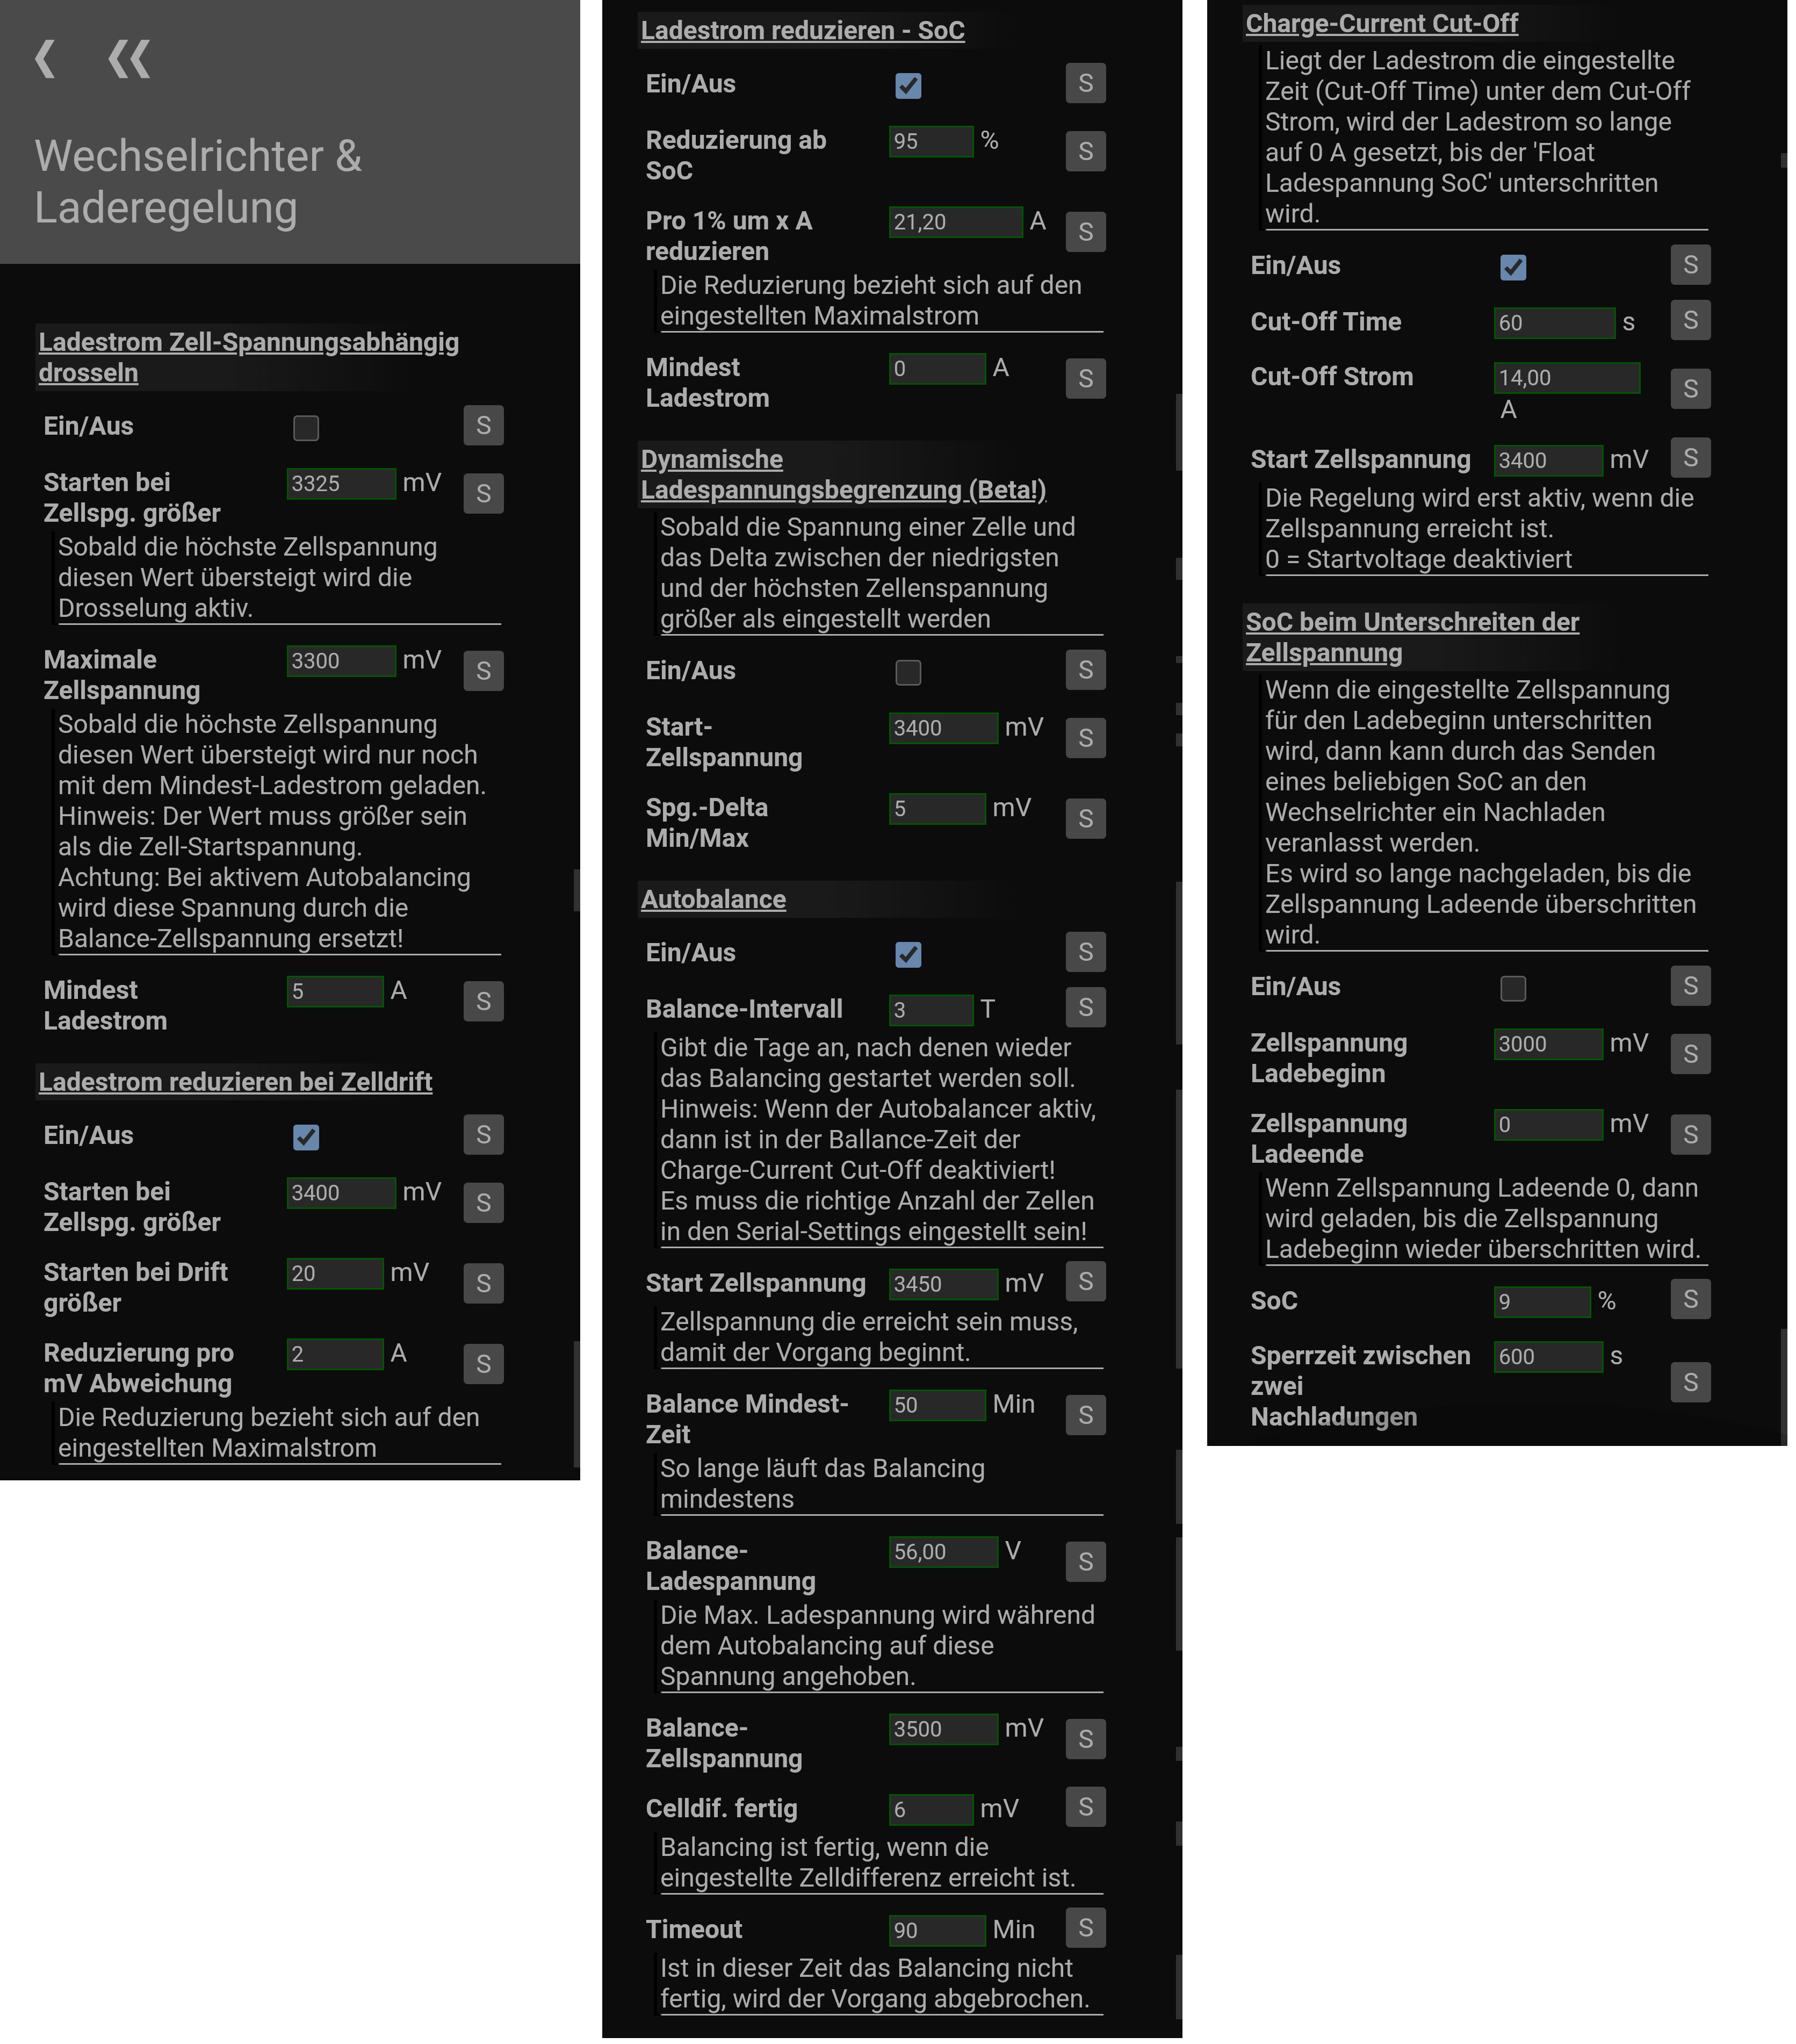 Wechselrichter &
Laderegelung
Ladestrom Zell-Spannungsabhängig
drosseln
Ein/Aus S
Starten bei 3325 mV S
Zellspg. größer
Sobald die höchste Zellspannung
diesen Wert übersteigt wird die
Drosselung aktiv.
Maximale 3300 mV S
Zellspannung
Sobald die höchste Zellspannung
diesen Wert übersteigt wird nur noch
mit dem Mindest-Ladestrom geladen.
Hinweis: Der Wert muss größer sein
als die Zell-Startspannung.
Achtung: Bei aktivem Autobalancing
wird diese Spannung durch die
Balance-Zellspannung ersetzt!
Mindest 5 A S
Ladestrom
Ladestrom reduzieren bei Zelldrift
Ein/Aus S
Starten bei 3400 mV S
Zellspg. größer
Starten bei Drift 20 mV S
größer
Reduzierung pro 2 A S
mV Abweichung
Die Reduzierung bezieht sich auf den
eingestellten Maximalstrom
Ladestrom reduzieren - SoC
Ein/Aus S
Reduzierung ab 95 % S
SoC
Pro 1% um x A 21,20 A S
reduzieren
Die Reduzierung bezieht sich auf den
eingestellten Maximalstrom
Mindest 0 A S
Ladestrom
Dynamische
Ladespannungsbegrenzung (Beta!)
Sobald die Spannung einer Zelle und
das Delta zwischen der niedrigsten
und der höchsten Zellenspannung
größer als eingestellt werden
Ein/Aus S
Start- 3400 mV S
Zellspannung
Spg.-Delta 5 mV S
Min/Max
Autobalance
Ein/Aus S
Balance-Intervall 3 T S
Gibt die Tage an, nach denen wieder
das Balancing gestartet werden soll.
Hinweis: Wenn der Autobalancer aktiv,
dann ist in der Ballance-Zeit der
Charge-Current Cut-Off deaktiviert!
Es muss die richtige Anzahl der Zellen
in den Serial-Settings eingestellt sein!
Start Zellspannung 3450 mV S
Zellspannung die erreicht sein muss,
damit der Vorgang beginnt.
Balance Mindest- 50 Min S
Zeit
So lange läuft das Balancing
mindestens
Balance- 56,00 V S
Ladespannung
Die Max. Ladespannung wird während
dem Autobalancing auf diese
Spannung angehoben.
Balance- 3500 mV S
Zellspannung
Celldif. fertig 6 mV S
Balancing ist fertig, wenn die
eingestellte Zelldifferenz erreicht ist.
Timeout 90 Min S
Ist in dieser Zeit das Balancing nicht
fertig, wird der Vorgang abgebrochen.
Charge-Current Cut-Off
Liegt der Ladestrom die eingestellte
Zeit (Cut-Off Time) unter dem Cut-Off
Strom, wird der Ladestrom so lange
auf 0 A gesetzt, bis der 'Float
Ladespannung SoC' unterschritten
wird.
Ein/Aus S
Cut-Off Time 60 s S
Cut-Off Strom 14,00 S
A
Start Zellspannung 3400 mV S
Die Regelung wird erst aktiv, wenn die
Zellspannung erreicht ist.
0 = Startvoltage deaktiviert
SoC beim Unterschreiten der
Zellspannung
Wenn die eingestellte Zellspannung
für den Ladebeginn unterschritten
wird, dann kann durch das Senden
eines beliebigen SoC an den
Wechselrichter ein Nachladen
veranlasst werden.
Es wird so lange nachgeladen, bis die
Zellspannung Ladeende überschritten
wird.
Ein/Aus S
Zellspannung 3000 mV S
Ladebeginn
Zellspannung 0 mV S
Ladeende
Wenn Zellspannung Ladeende 0, dann
wird geladen, bis die Zellspannung
Ladebeginn wieder überschritten wird.
SoC 9 % S
Sperrzeit zwischen 600 s S
zwei
Nachladungen